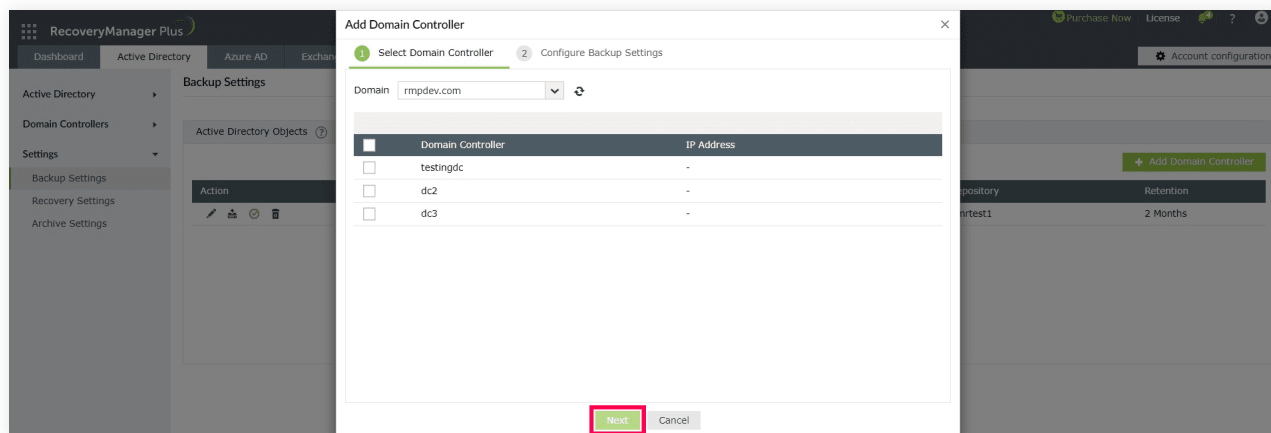 RecoveryManager Plus
Purchase Now License 4 ?
Dashboard Active Directory Azure AD Exchan
Account configuration
Active Directory
Domain Controllers
Settings
Backup Settings
Recovery Settings
Archive Settings
Backup Settings
Active Directory Objects ?
+ Add Domain Controller
Action
epository Retention
2 Months
Add Domain Controller ×
1 Select Domain Controller 2 Configure Backup Settings
Domain rmpdev.com
Domain Controller IP Address
testingdc -
dc2 -
dc3 -
Next Cancel